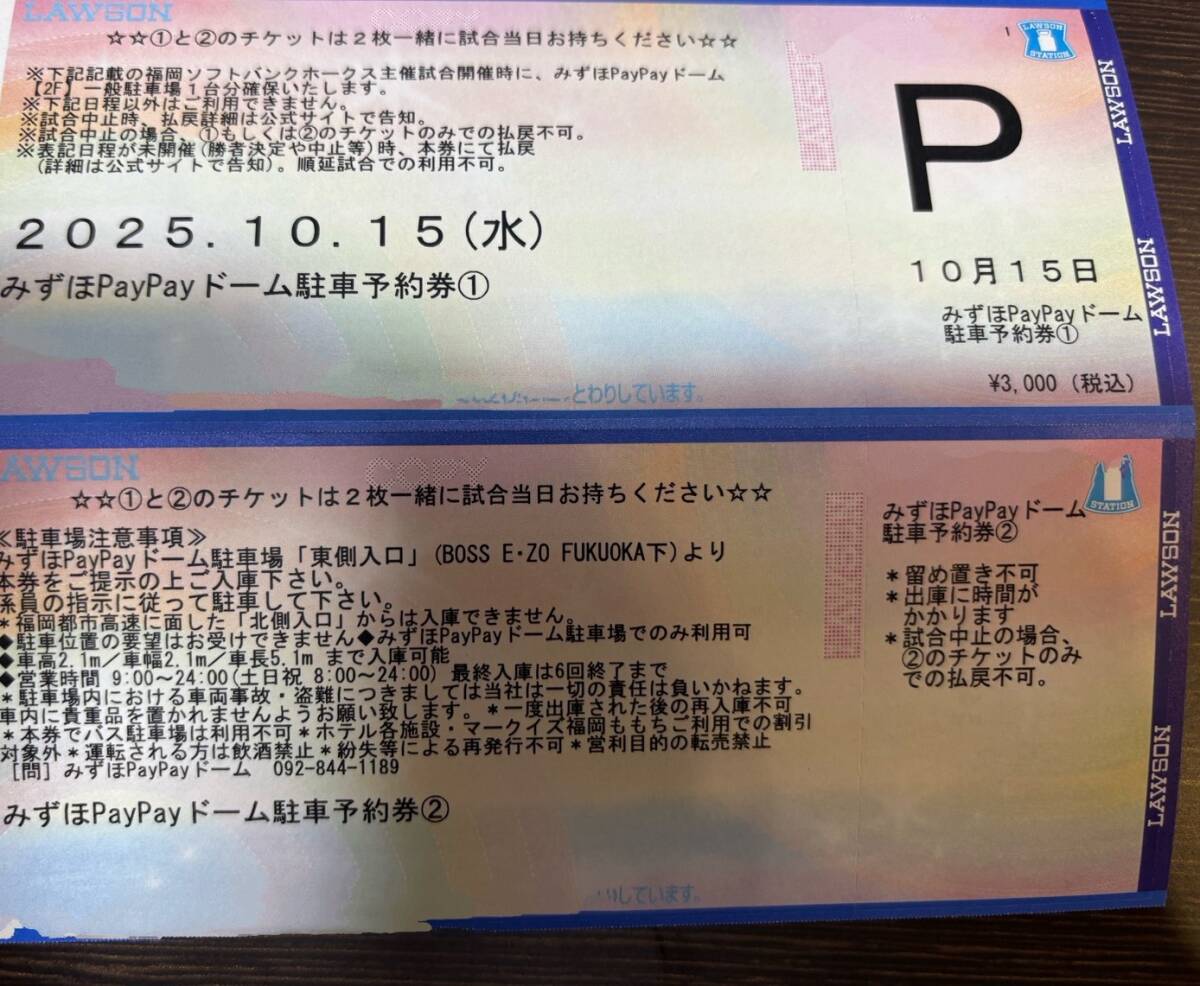 LAWSON
☆☆①と②のチケットは２枚一緒に試合当日お持ちください☆☆
※下記記載の福岡ソフトバンクホークス主催試合開催時に、みずほPayPayドーム
【2F】一般駐車場１台分確保いたします。
※下記日程以外はご利用できません。
※試合中止時、払戻詳細は公式サイトで告知。
※試合中止の場合、①もしくは②のチケットのみでの払戻不可。
※表記日程が未開催(勝者決定や中止等)時、本券にて払戻
(詳細は公式サイトで告知)。順延試合での利用不可。
２０２５.１０.１５(水)
みずほPayPayドーム駐車予約券①
とわりしています。
1
LAWSON
STATION
P
１０月１５日
みずほPayPayドーム
駐車予約券①
¥3,000 (税込)
LAWSON
LAWSON
AWSON
COPY
☆☆①と②のチケットは２枚一緒に試合当日お持ちください☆☆
≪駐車場注意事項≫
みずほPayPayドーム駐車場「東側入口」(BOSS E・ZO FUKUOKA下)より
本券をご提示の上ご入庫下さい。
係員の指示に従って駐車して下さい。
＊福岡都市高速に面した「北側入口」からは入庫できません。
◆駐車位置の要望はお受けできません◆みずほPayPayドーム駐車場でのみ利用可
◆車高2.1m／車幅2.1m／車長5.1m まで入庫可能
◆営業時間 9:00～24:00(土日祝 8:00～24:00) 最終入庫は6回終了まで
＊駐車場内における車両事故・盗難につきましては当社は一切の責任は負いかねます。
車内に貴重品を置かれませんようお願い致します。＊一度出庫された後の再入庫不可
＊本券でバス駐車場は利用不可＊ホテル各施設・マークイズ福岡ももちご利用での割引
対象外＊運転される方は飲酒禁止＊紛失等による再発行不可＊営利目的の転売禁止
［問］みずほPayPayドーム 092-844-1189
みずほPayPayドーム駐車予約券②
りしています。
STATION
みずほPayPayドーム
駐車予約券②
＊留め置き不可
＊出庫に時間が
かかります
＊試合中止の場合、
②のチケットのみ
での払戻不可。
LAWSON
LAWSON